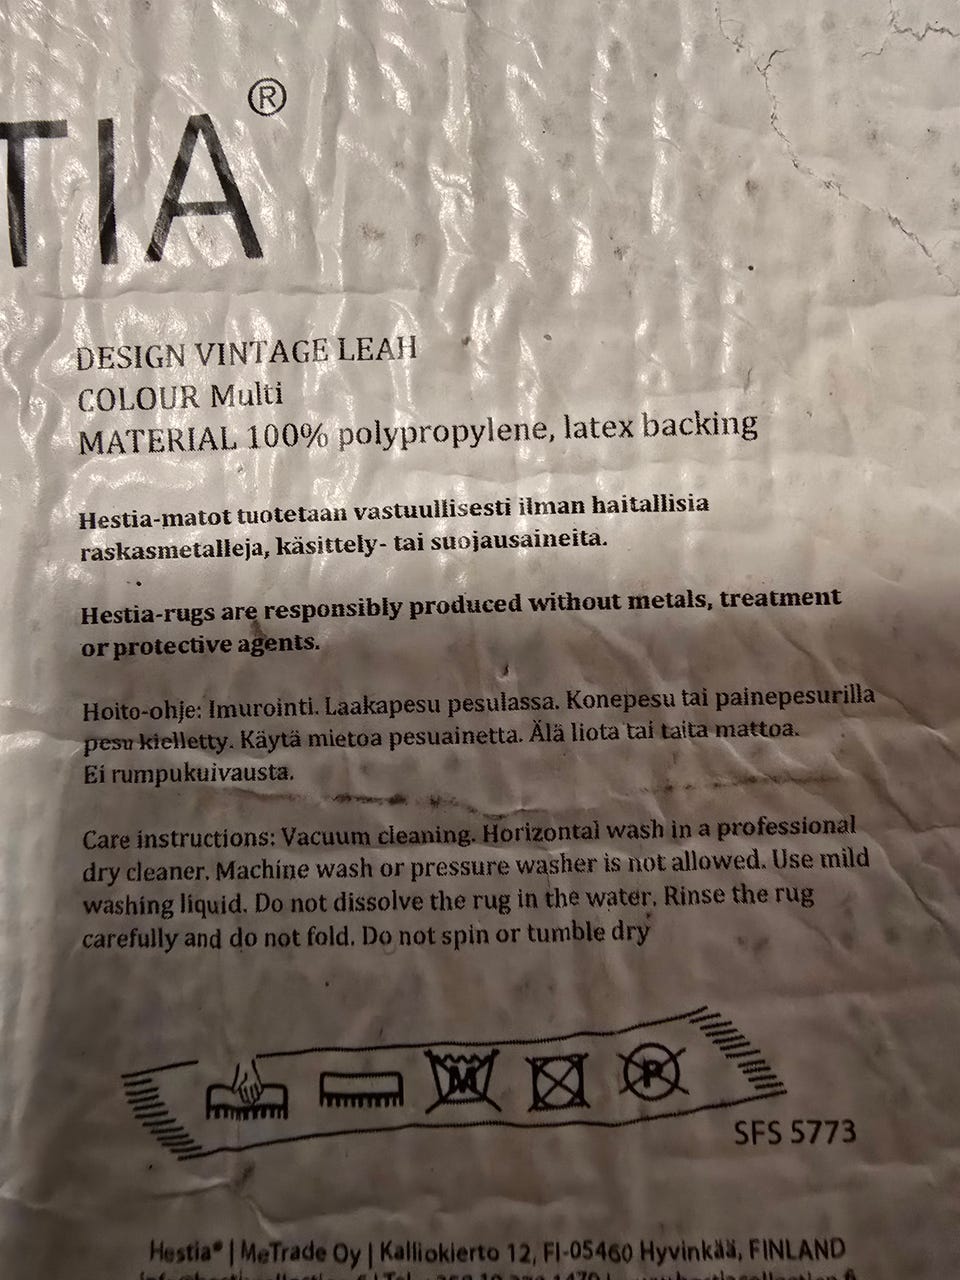 TIA®
DESIGN VINTAGE LEAH
COLOUR Multi
MATERIAL 100% polypropylene, latex backing
Hestia-matot tuotetaan vastuullisesti ilman haitallisia
raskasmetalleja, käsittely- tai suojausaineita.
Hestia-rugs are responsibly produced without metals, treatment
or protective agents.
Hoito-ohje: Imurointi. Laakapesu pesulassa. Konepesu tai painepesurilla
pesu kielletty. Käytä mietoa pesuainetta. Älä liota tai taita mattoa.
Ei rumpukuivausta.
Care instructions: Vacuum cleaning. Horizontal wash in a professional
dry cleaner. Machine wash or pressure washer is not allowed. Use mild
washing liquid. Do not dissolve the rug in the water. Rinse the rug
carefully and do not fold. Do not spin or tumble dry
M P
SFS 5773
Hestia® | MeTrade Oy | Kalliokierto 12, FI-05460 Hyvinkää, FINLAND